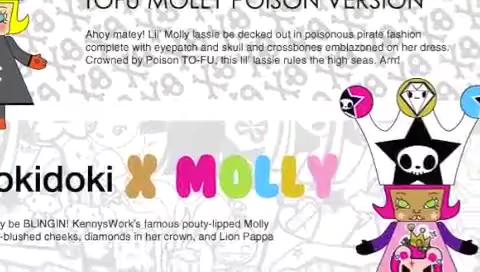 TOFU MOLLY POISON VERSION
Ahoy matey! Lil' Molly lassie be decked out in poisonous pirate fashion
complete with eyepatch and skull and crossbones emblazoned on her dress.
Crowned by Poison TO-FU, this lil' lassie rules the high seas. Arrr!
okidoki X MOLLY
y be BLINGIN! KennysWork's famous pouty-lipped Molly
-blushed cheeks, diamonds in her crown, and Lion Pappa